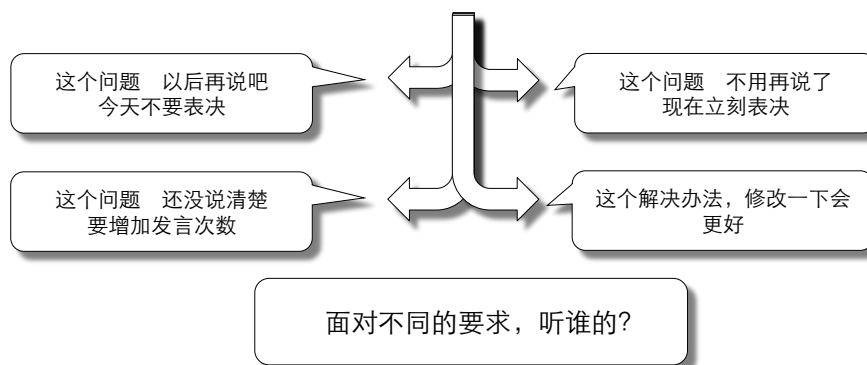 这个问题　以后再说吧
今天不要表决
这个问题　不用再说了
现在立刻表决
这个问题　还没说清楚
要增加发言次数
这个解决办法，修改一下会
更好
面对不同的要求，听谁的？